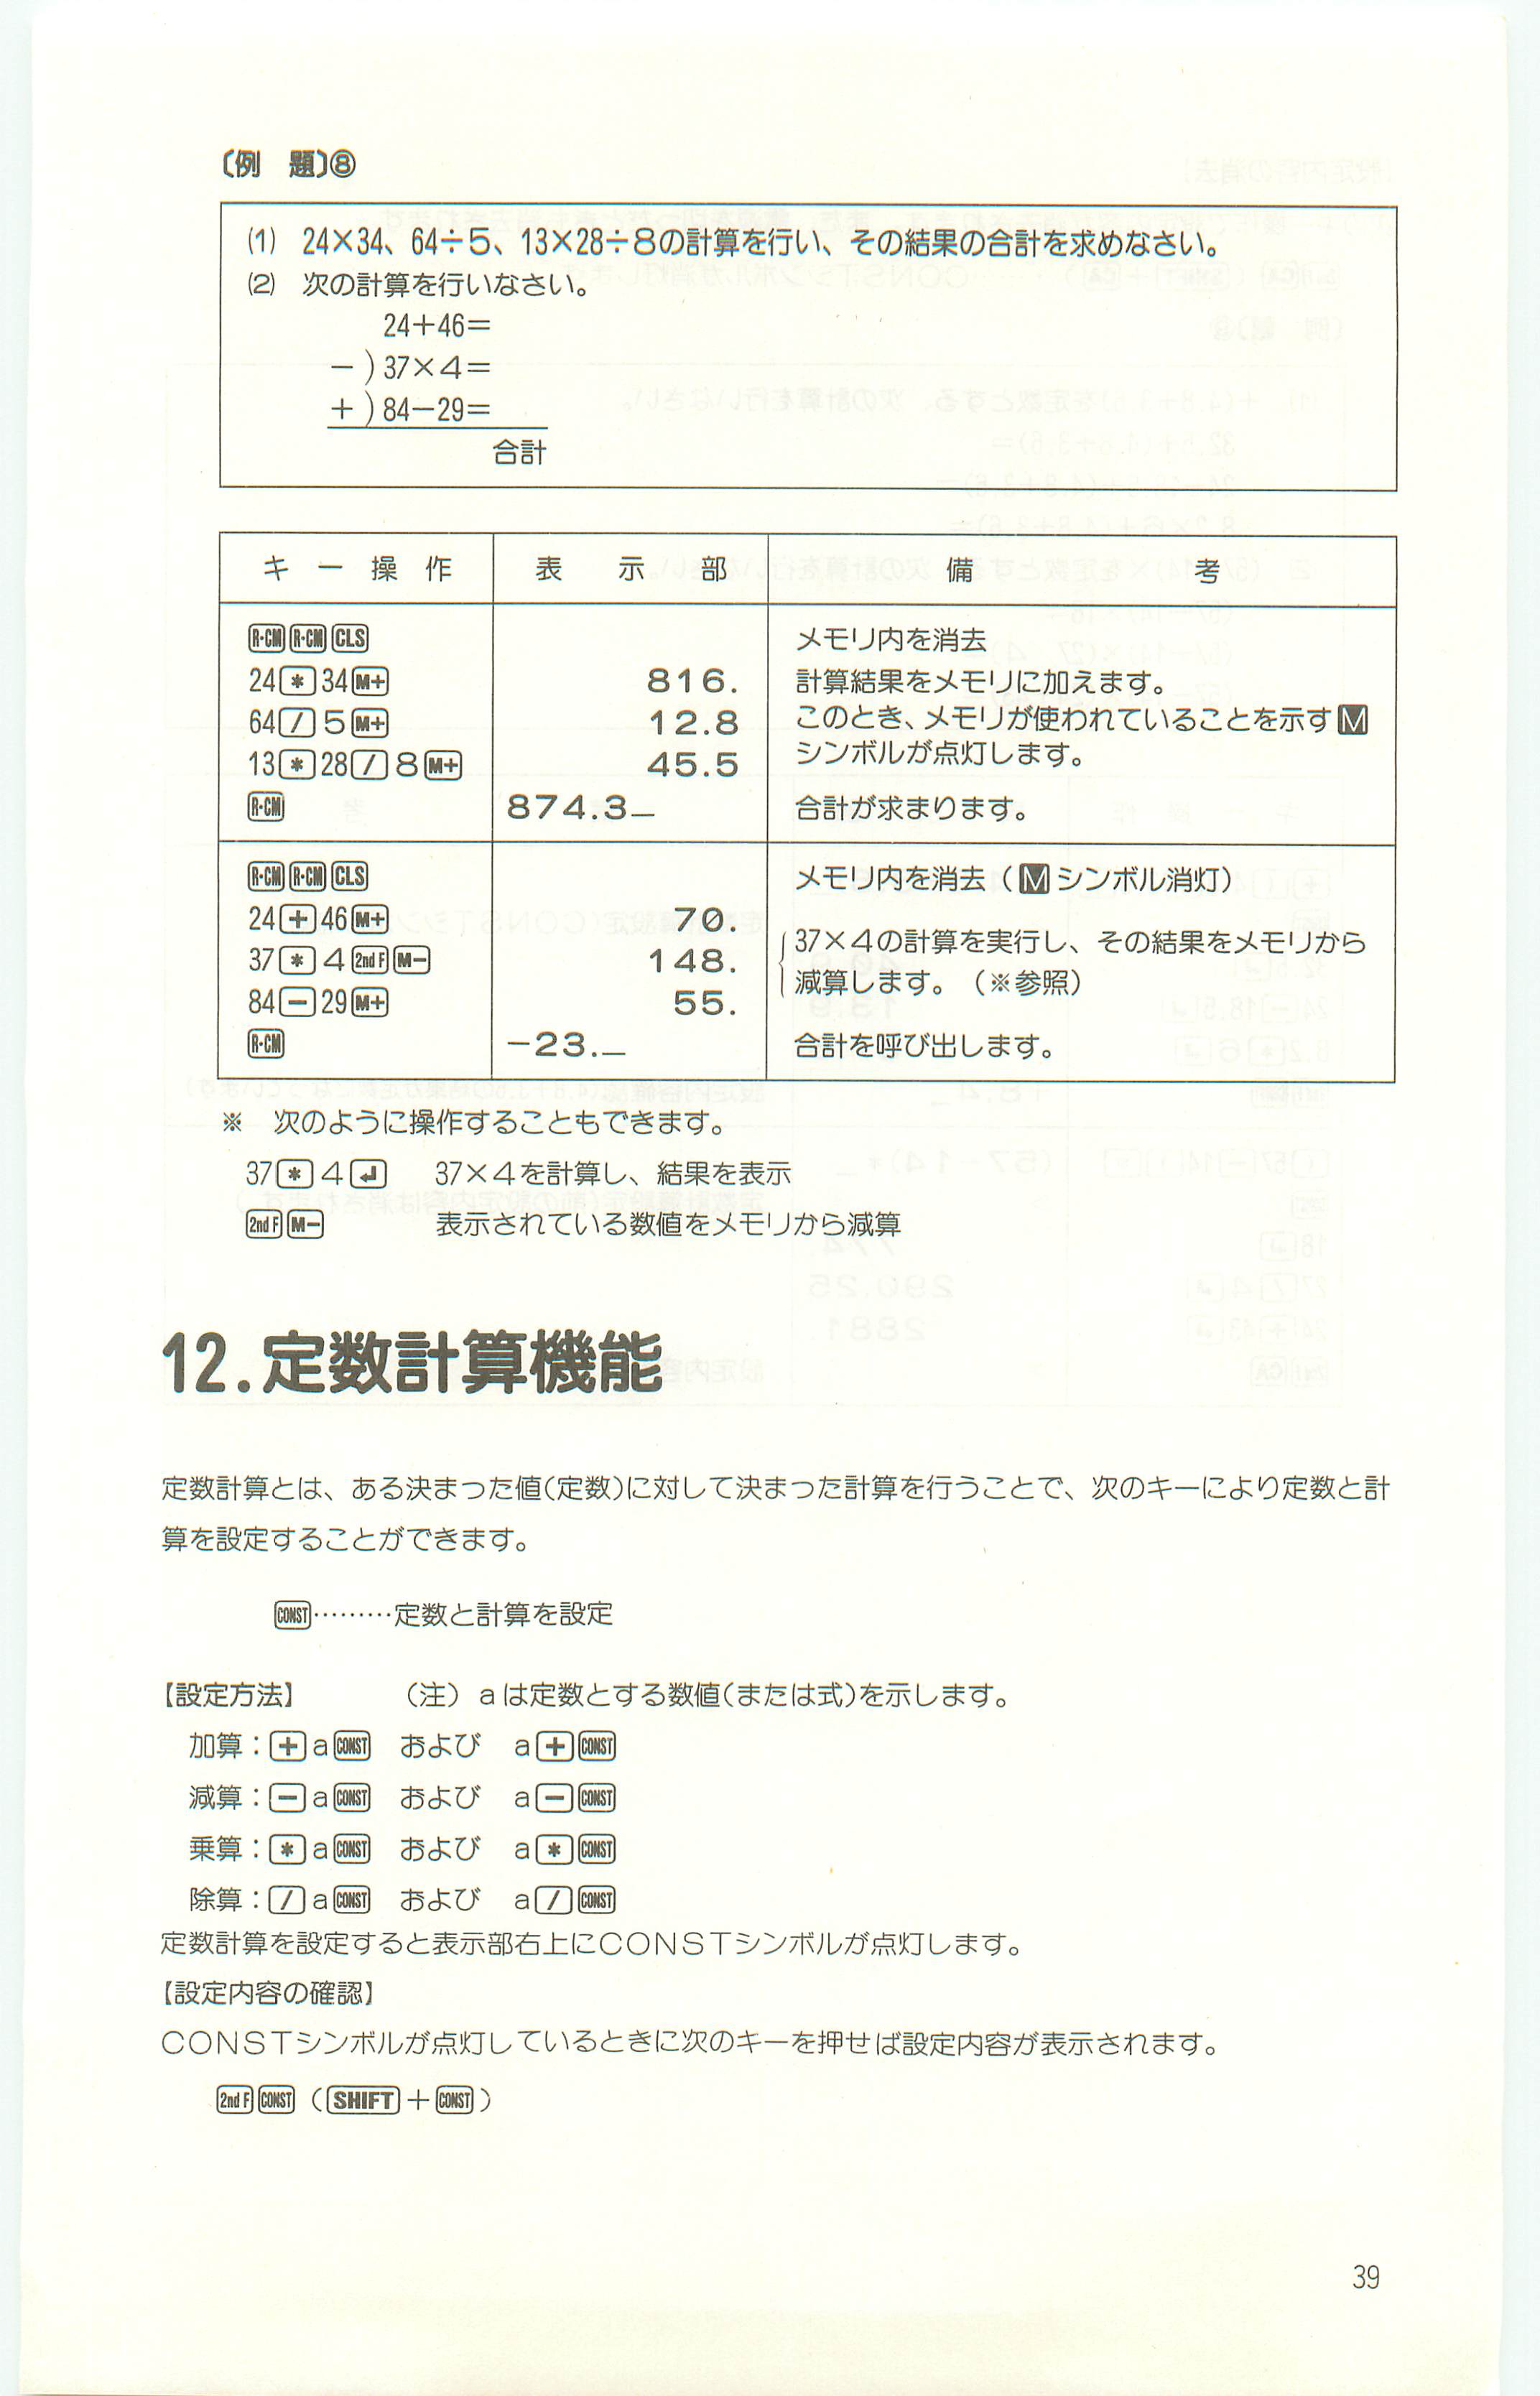 〔例　題〕⑧
(1)　24×34、64÷5、13×28÷8の計算を行い、その結果の合計を求めなさい。
(2)　次の計算を行いなさい。
24+46=
−）37×4=
+）84−29=
合計
キー操作　表示部　備考
R·CM R·CM CLS　メモリ内を消去
24 * 34 M+　816.　計算結果をメモリに加えます。
64 / 5 M+　12.8　このとき、メモリが使われていることを示す M
13 * 28 / 8 M+　45.5　シンボルが点灯します。
R·CM　874.3_　合計が求まります。
R·CM R·CM CLS　メモリ内を消去（ M シンボル消灯）
24 + 46 M+　70.
37 * 4 2nd F M−　148.　37×4の計算を実行し、その結果をメモリから
減算します。（※参照）
84 − 29 M+　55.
R·CM　−23._　合計を呼び出します。
※　次のように操作することもできます。
37 * 4 ↵　37×4を計算し、結果を表示
2nd F M−　表示されている数値をメモリから減算
12.定数計算機能
定数計算とは、ある決まった値(定数)に対して決まった計算を行うことで、次のキーにより定数と計
算を設定することができます。
CONST ………定数と計算を設定
【設定方法】　（注）aは定数とする数値(または式)を示します。
加算： + a CONST　および　a + CONST
減算： − a CONST　および　a − CONST
乗算： * a CONST　および　a * CONST
除算： / a CONST　および　a / CONST
定数計算を設定すると表示部右上にCONSTシンボルが点灯します。
【設定内容の確認】
CONSTシンボルが点灯しているときに次のキーを押せば設定内容が表示されます。
2nd F CONST （ SHIFT + CONST ）
39